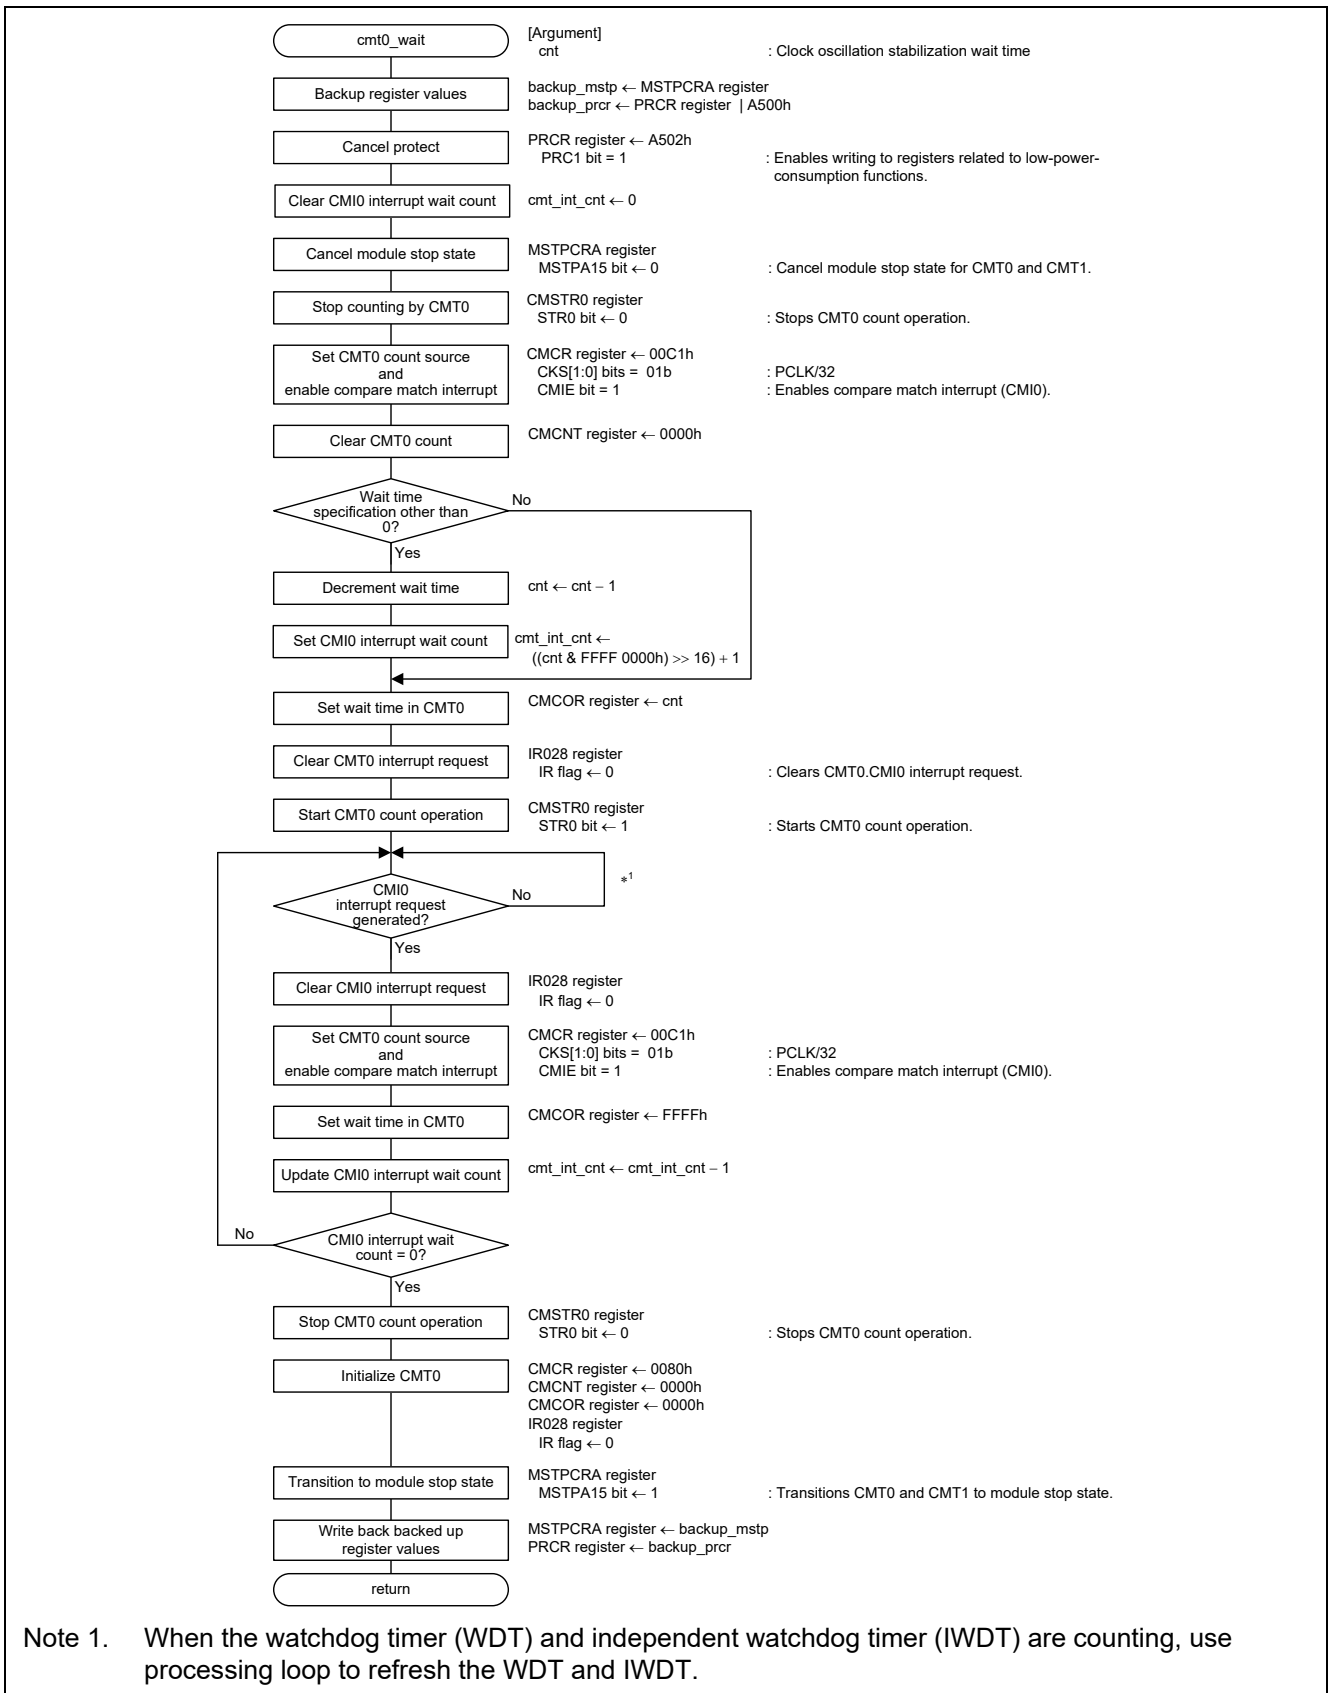 cmt0_wait
[Argument]
cnt : Clock oscillation stabilization wait time
Backup register values
backup_mstp ← MSTPCRA register
backup_prcr ← PRCR register | A500h
Cancel protect
PRCR register ← A502h
PRC1 bit = 1 : Enables writing to registers related to low-power-
consumption functions.
Clear CMI0 interrupt wait count
cmt_int_cnt ← 0
Cancel module stop state
MSTPCRA register
MSTPA15 bit ← 0 : Cancel module stop state for CMT0 and CMT1.
Stop counting by CMT0
CMSTR0 register
STR0 bit ← 0 : Stops CMT0 count operation.
Set CMT0 count source
and
enable compare match interrupt
CMCR register ← 00C1h
CKS[1:0] bits = 01b : PCLK/32
CMIE bit = 1 : Enables compare match interrupt (CMI0).
Clear CMT0 count
CMCNT register ← 0000h
Wait time
specification other than
0?
No
Yes
Decrement wait time
cnt ← cnt − 1
Set CMI0 interrupt wait count
cmt_int_cnt ←
((cnt & FFFF 0000h) >> 16) + 1
Set wait time in CMT0
CMCOR register ← cnt
Clear CMT0 interrupt request
IR028 register
IR flag ← 0 : Clears CMT0.CMI0 interrupt request.
Start CMT0 count operation
CMSTR0 register
STR0 bit ← 1 : Starts CMT0 count operation.
CMI0
interrupt request
generated?
No
*1
Yes
Clear CMI0 interrupt request
IR028 register
IR flag ← 0
Set CMT0 count source
and
enable compare match interrupt
CMCR register ← 00C1h
CKS[1:0] bits = 01b : PCLK/32
CMIE bit = 1 : Enables compare match interrupt (CMI0).
Set wait time in CMT0
CMCOR register ← FFFFh
Update CMI0 interrupt wait count
cmt_int_cnt ← cmt_int_cnt − 1
No
CMI0 interrupt wait
count = 0?
Yes
Stop CMT0 count operation
CMSTR0 register
STR0 bit ← 0 : Stops CMT0 count operation.
Initialize CMT0
CMCR register ← 0080h
CMCNT register ← 0000h
CMCOR register ← 0000h
IR028 register
IR flag ← 0
Transition to module stop state
MSTPCRA register
MSTPA15 bit ← 1 : Transitions CMT0 and CMT1 to module stop state.
Write back backed up
register values
MSTPCRA register ← backup_mstp
PRCR register ← backup_prcr
return
Note 1. When the watchdog timer (WDT) and independent watchdog timer (IWDT) are counting, use
processing loop to refresh the WDT and IWDT.